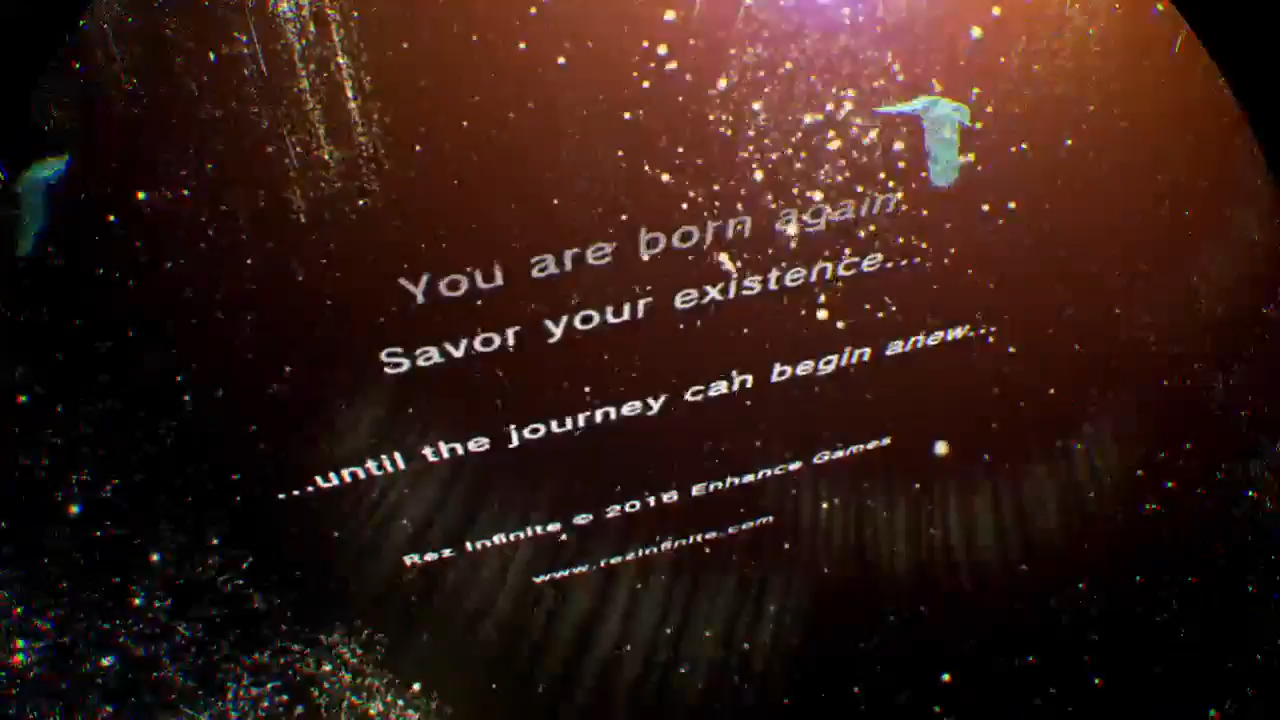 You are born again
Savor your existence...
...until the journey can begin anew...
Rez Infinite © 2016 Enhance Games
www.rezinfinite.com